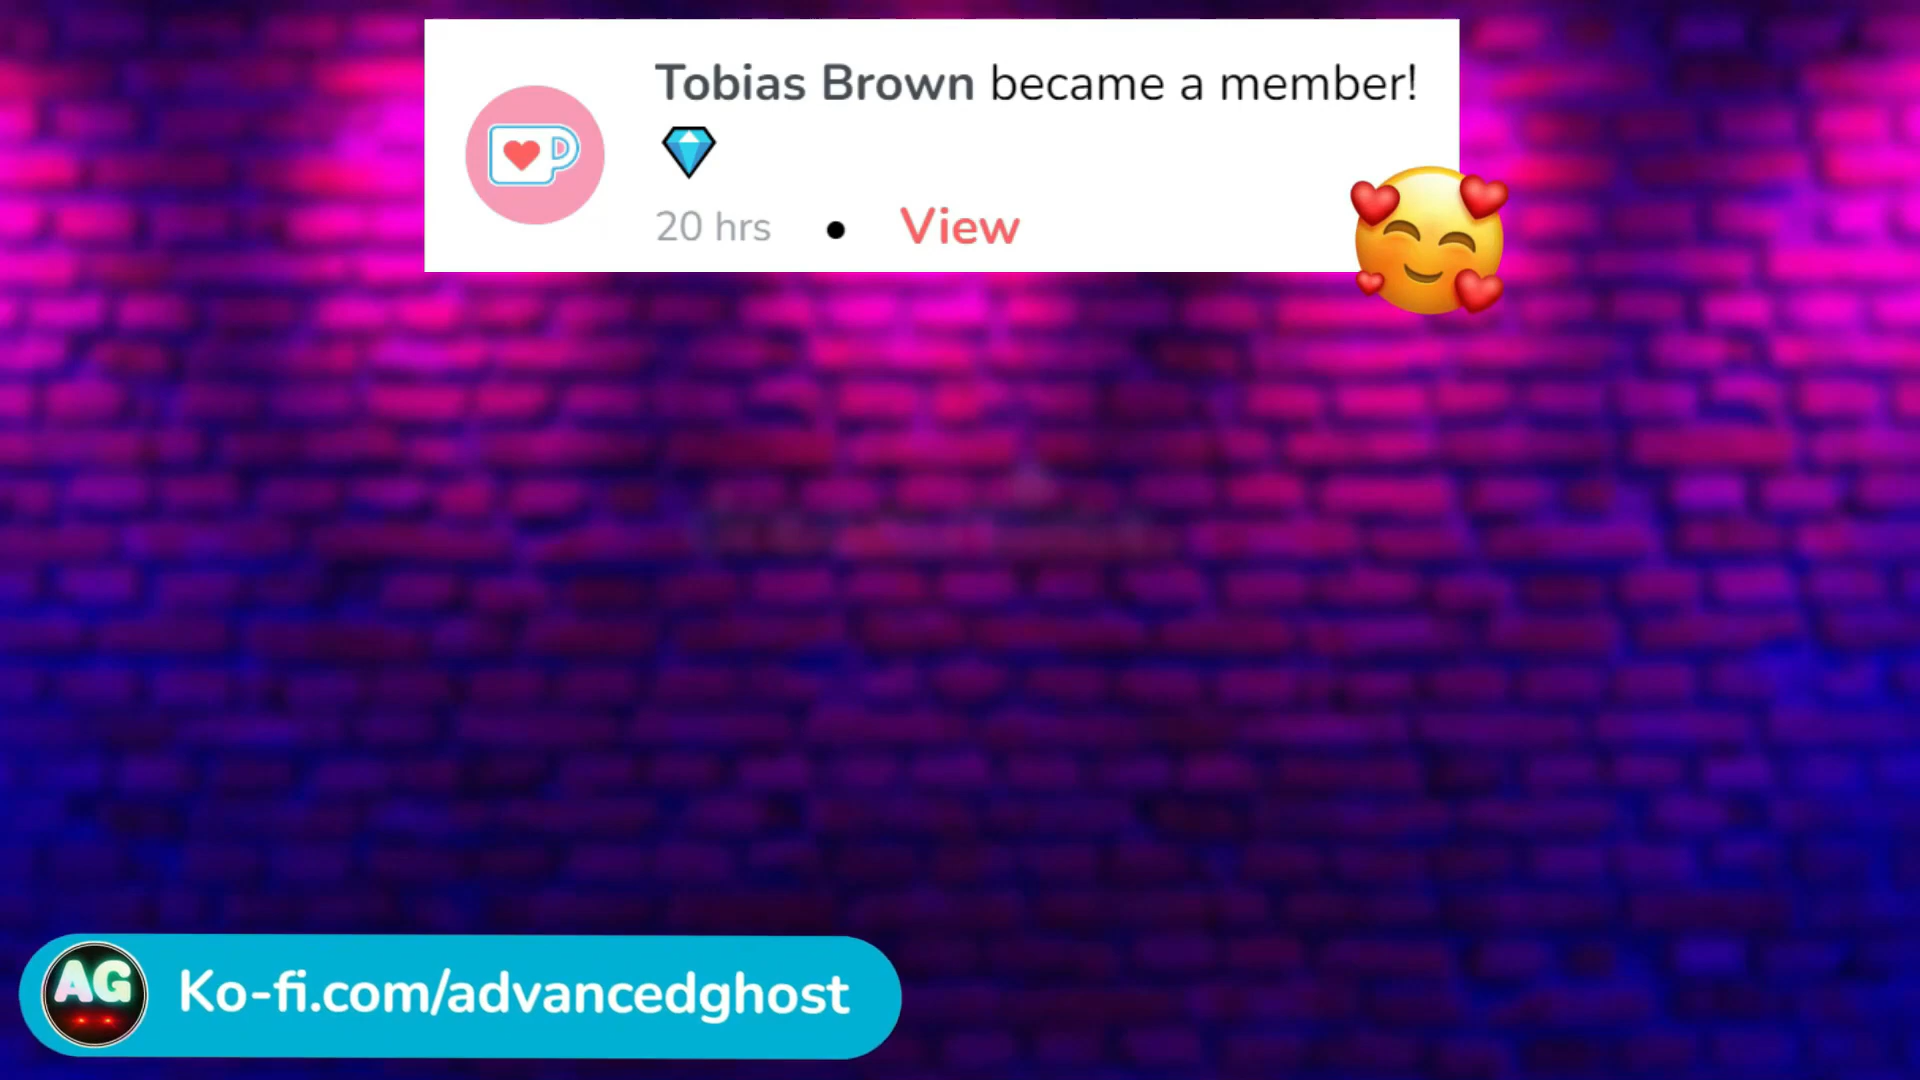 Tobias Brown became a member!
20 hrs • View
AG Ko-fi.com/advancedghost